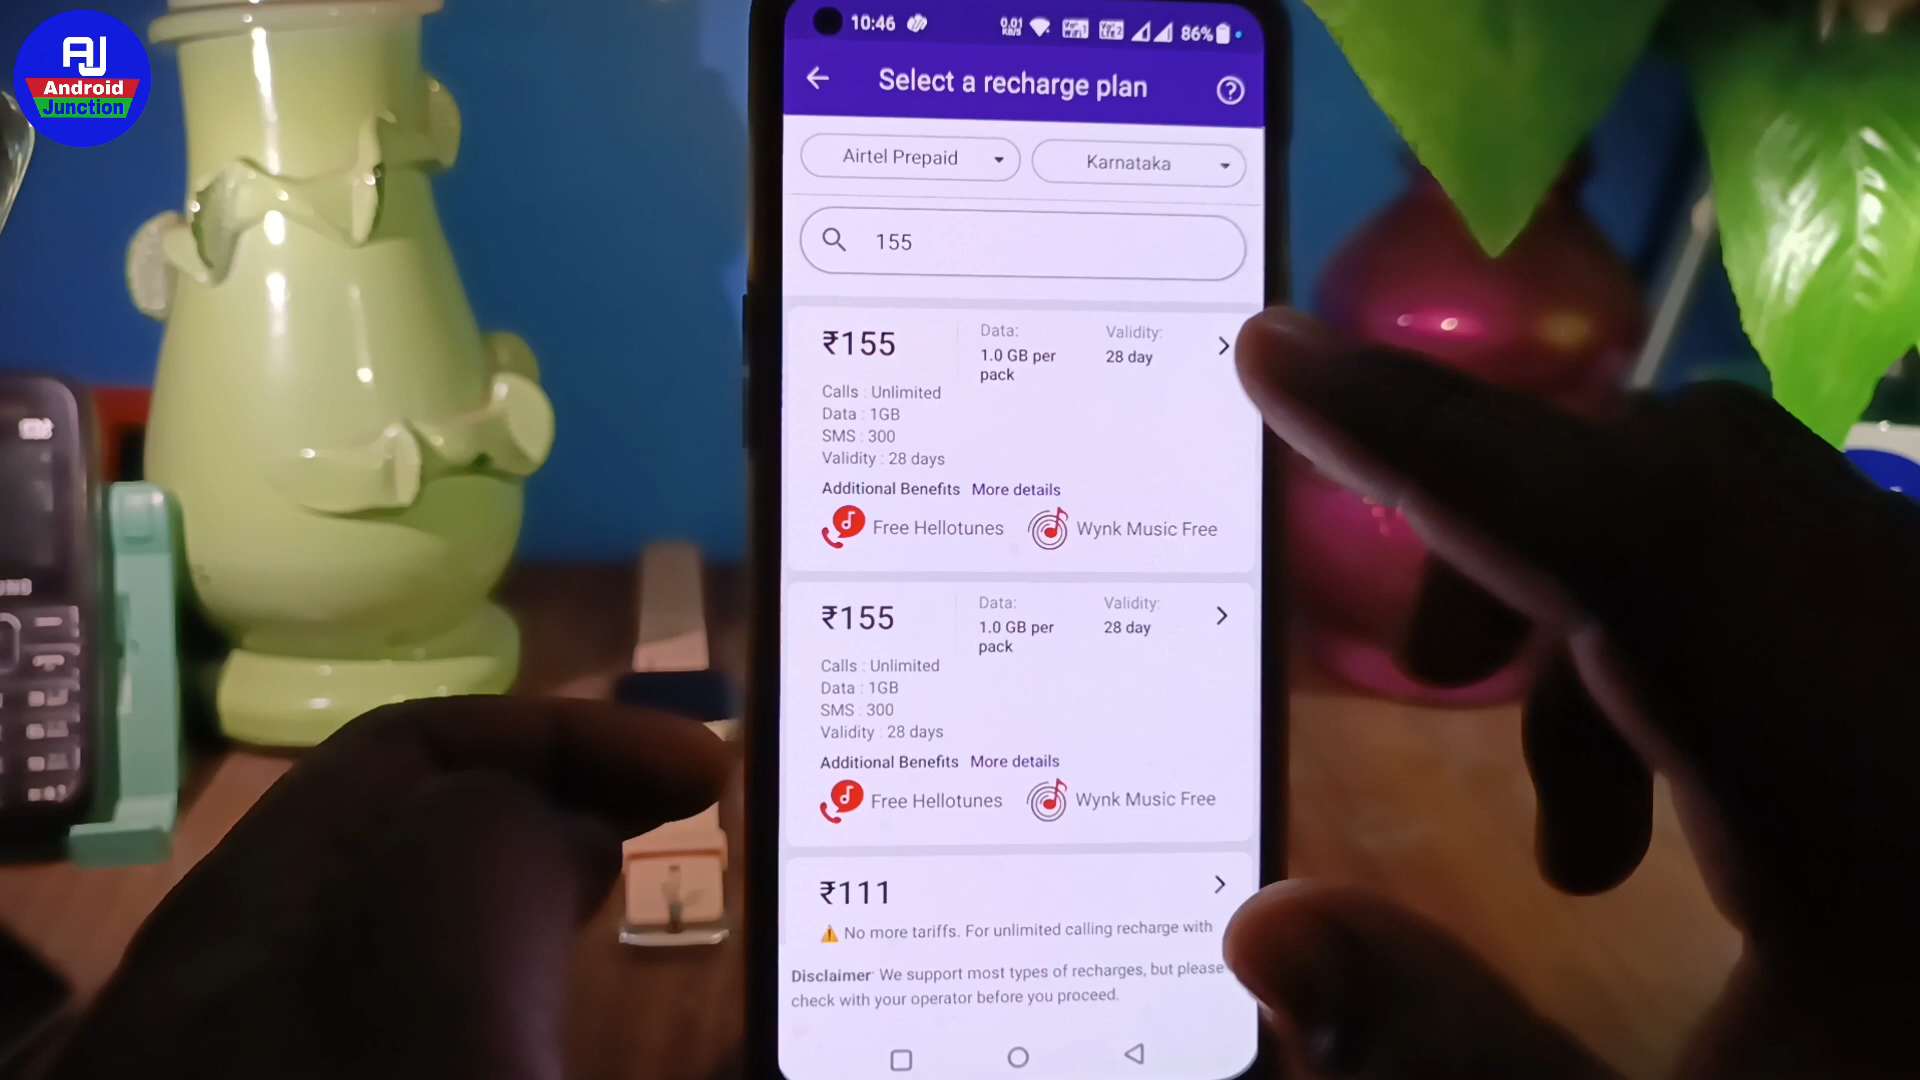 AJ
Android
Junction
10:46
86%
Select a recharge plan
Airtel Prepaid
Karnataka
155
₹155
Data:
1.0 GB per
pack
Validity:
28 day
Calls : Unlimited
Data : 1GB
SMS : 300
Validity : 28 days
Additional Benefits More details
Free Hellotunes
Wynk Music Free
₹155
Data:
1.0 GB per
pack
Validity:
28 day
Calls : Unlimited
Data : 1GB
SMS : 300
Validity : 28 days
Additional Benefits More details
Free Hellotunes
Wynk Music Free
₹111
No more tariffs. For unlimited calling recharge with
Disclaimer: We support most types of recharges, but please
check with your operator before you proceed.